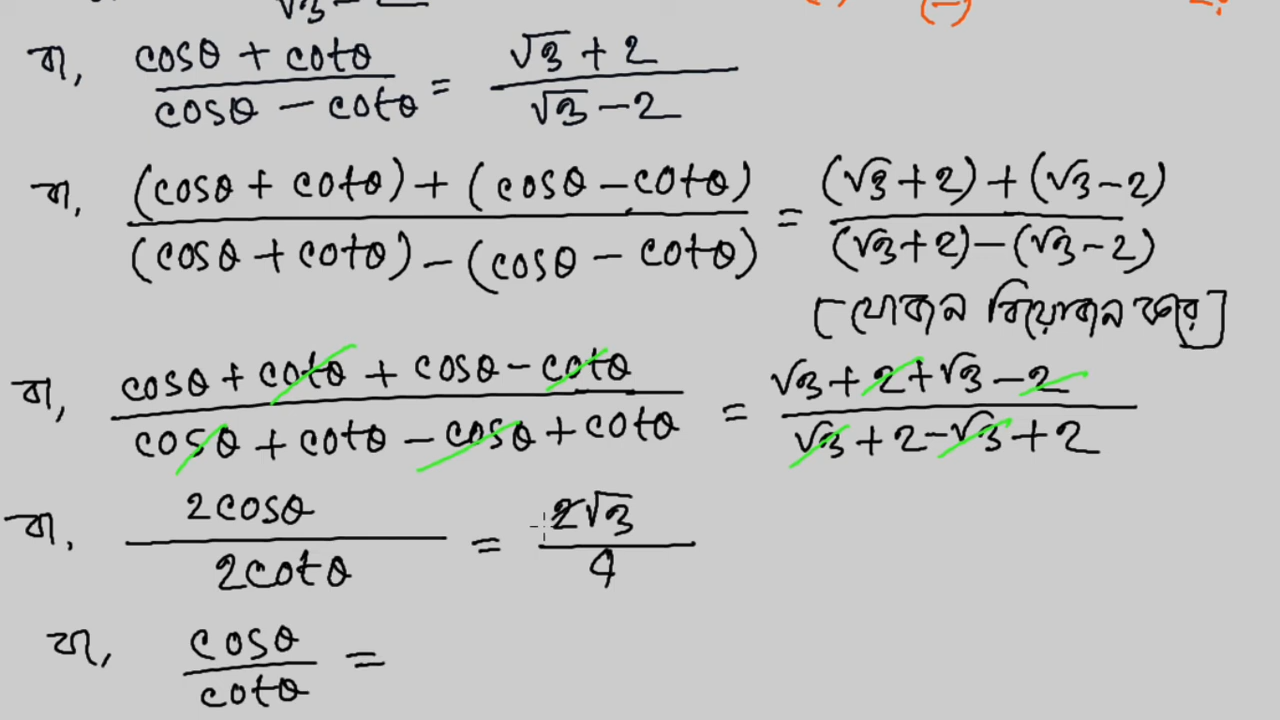 √3 −
(−)
বা, cosθ + cotθ / cosθ − cotθ = √3 + 2 / √3 − 2
বা, (cosθ + cotθ) + (cosθ − cotθ) / (cosθ + cotθ) − (cosθ − cotθ) = (√3 + 2) + (√3 − 2) / (√3 + 2) − (√3 − 2)
[যোজন বিয়োজন করে]
বা, cosθ + cotθ + cosθ − cotθ / cosθ + cotθ − cosθ + cotθ = √3 + 2 + √3 − 2 / √3 + 2 − √3 + 2
বা, 2cosθ / 2cotθ = 2√3 / 4
বা, cosθ / cotθ =